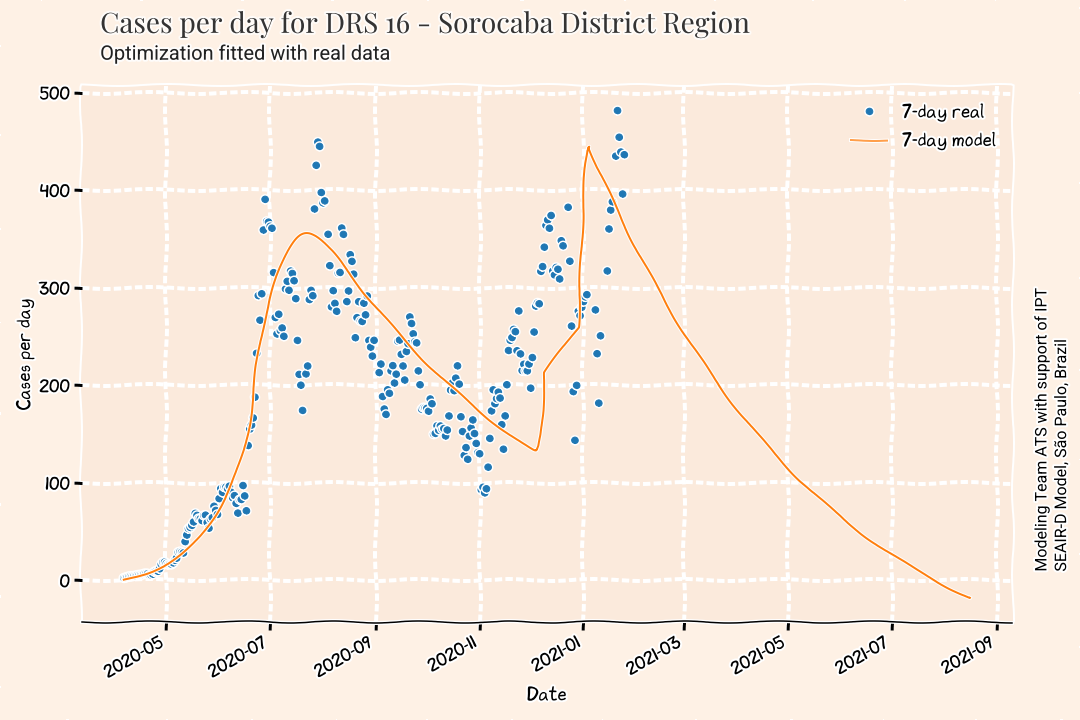 Cases per day for DRS 16 - Sorocaba District Region
Optimization fitted with real data
7-day real
7-day model
Cases per day
500
400
300
200
100
0
2020-05
2020-07
2020-09
2020-11
2021-01
2021-03
2021-05
2021-07
2021-09
Date
Modeling Team ATS with support of IPT
SEAIR-D Model, São Paulo, Brazil